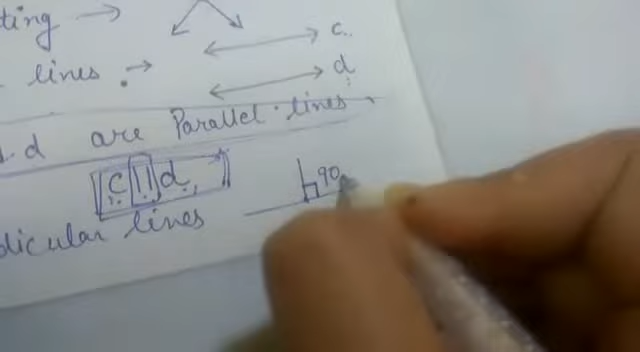 ting →
c.
lines . →
d
d are Parallel lines
c || d
90
dicular lines